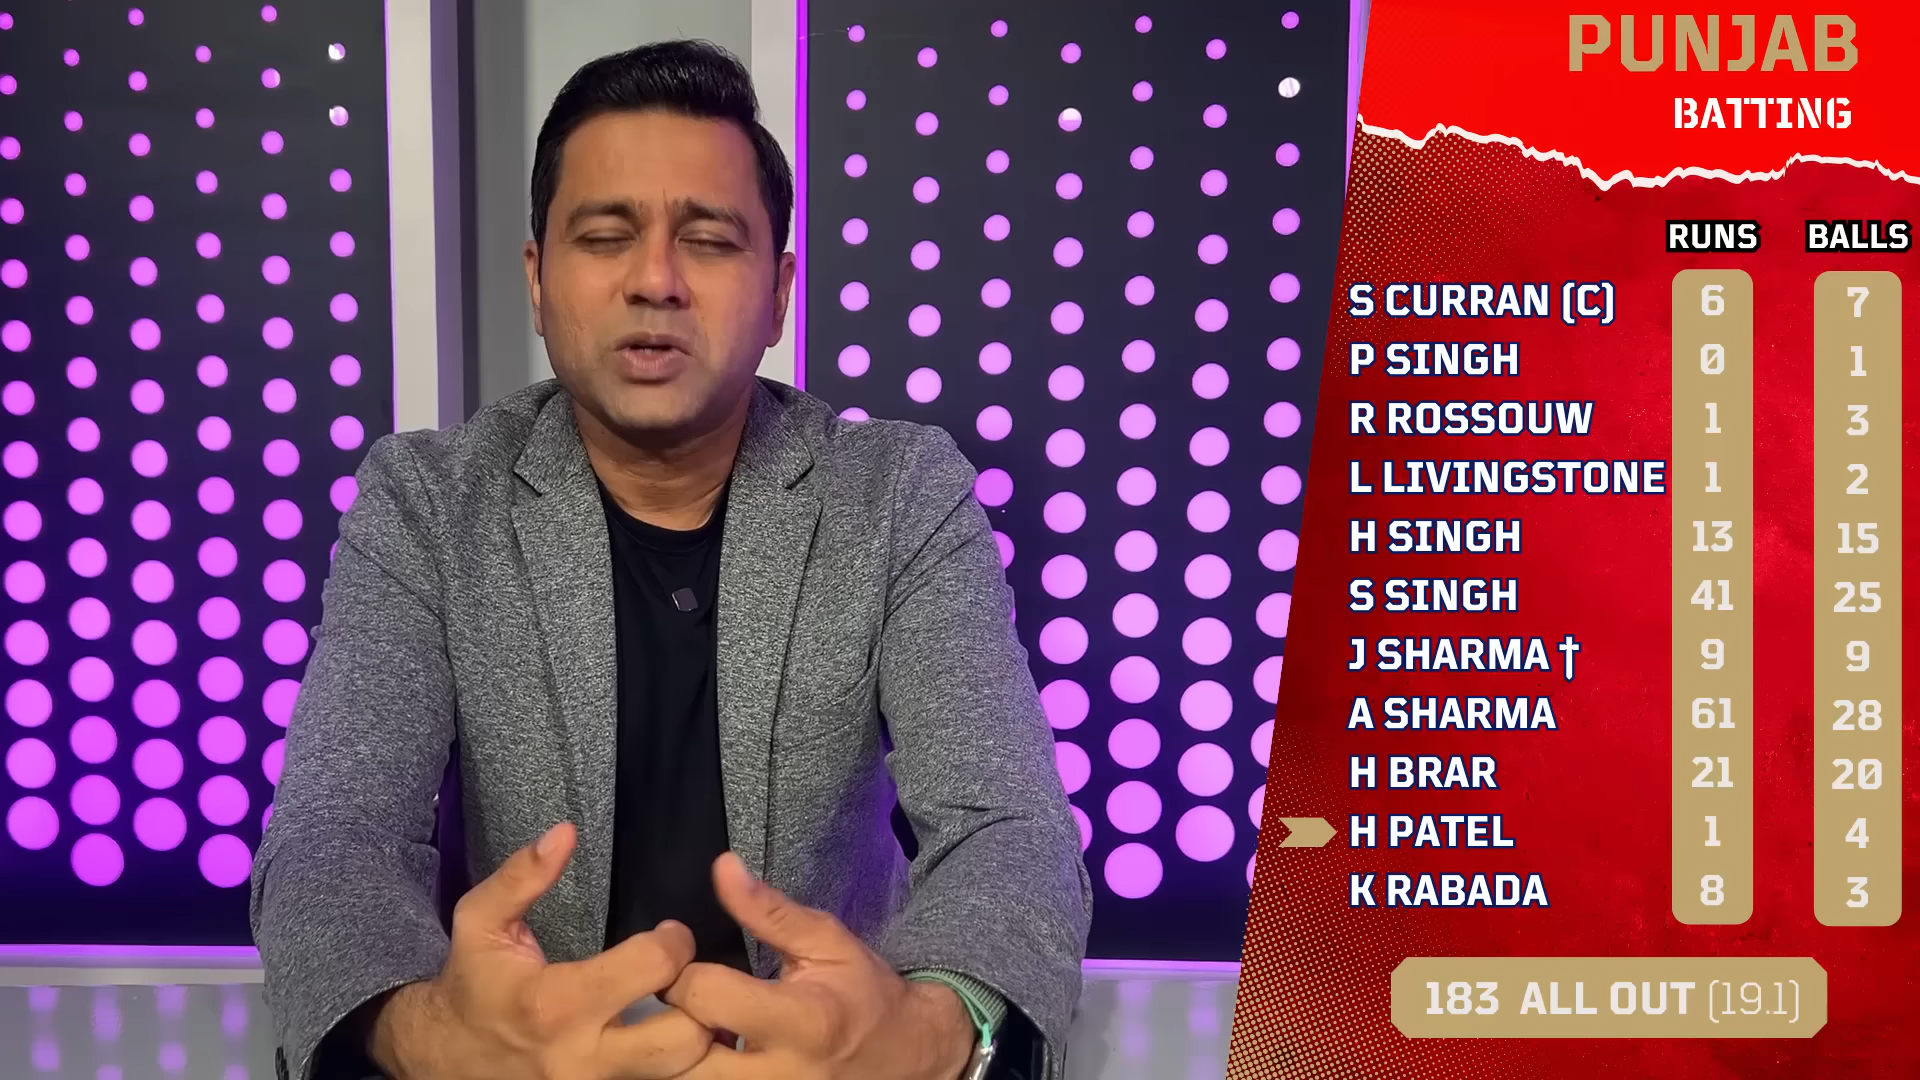 PUNJAB
BATTING
RUNS BALLS
S CURRAN (C) 6 7
P SINGH 0 1
R ROSSOUW 1 3
L LIVINGSTONE 1 2
H SINGH 13 15
S SINGH 41 25
J SHARMA † 9 9
A SHARMA 61 28
H BRAR 21 20
H PATEL 1 4
K RABADA 8 3
183 ALL OUT (19.1)